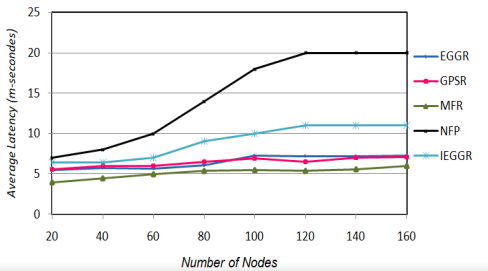 25
20
15
10
5
0
Average Latency (m-secondes)
20 40 60 80 100 120 140 160
Number of Nodes
EGGR
GPSR
MFR
NFP
IEGGR